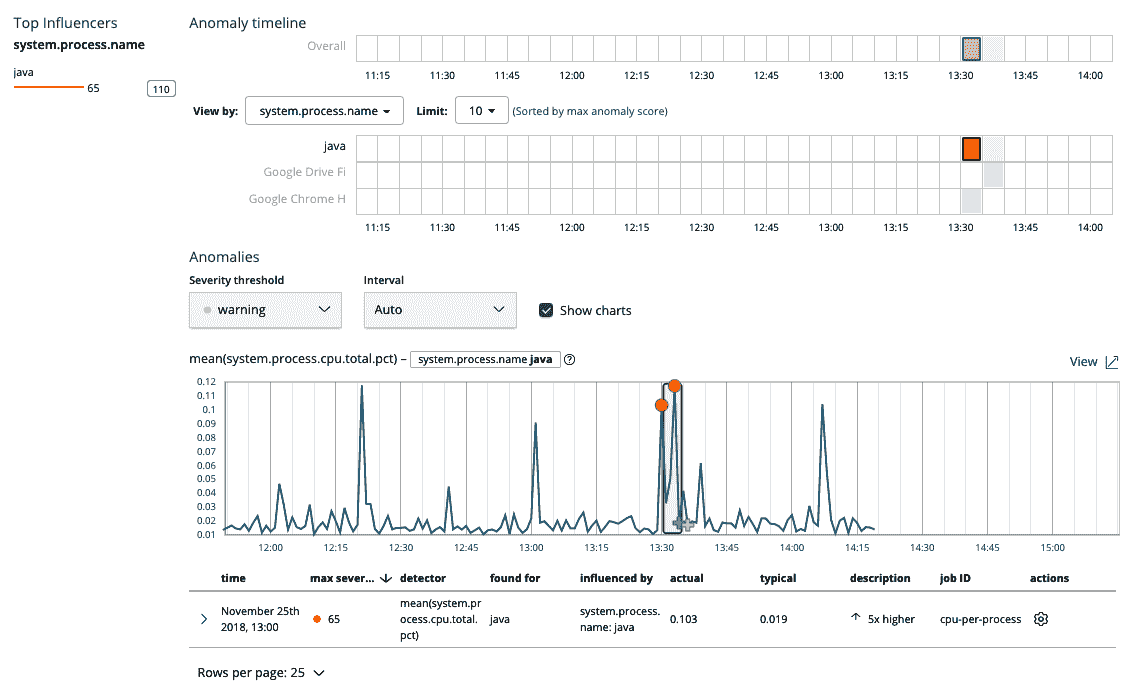 Top Influencers
system.process.name
java
65
110
Anomaly timeline
Overall
11:15 11:30 11:45 12:00 12:15 12:30 12:45 13:00 13:15 13:30 13:45 14:00
View by: system.process.name Limit: 10 (Sorted by max anomaly score)
java
Google Drive Fi
Google Chrome H
11:15 11:30 11:45 12:00 12:15 12:30 12:45 13:00 13:15 13:30 13:45 14:00
Anomalies
Severity threshold Interval
warning Auto Show charts
mean(system.process.cpu.total.pct) – system.process.name java View
0.12
0.11
0.1
0.09
0.08
0.07
0.06
0.05
0.04
0.03
0.02
0.01
12:00 12:15 12:30 12:45 13:00 13:15 13:30 13:45 14:00 14:15 14:30 14:45 15:00
time max sever... detector found for influenced by actual typical description job ID actions
November 25th
2018, 13:00
65
mean(system.pr
ocess.cpu.total.
pct)
java
system.process.
name: java
0.103
0.019
5x higher
cpu-per-process
Rows per page: 25